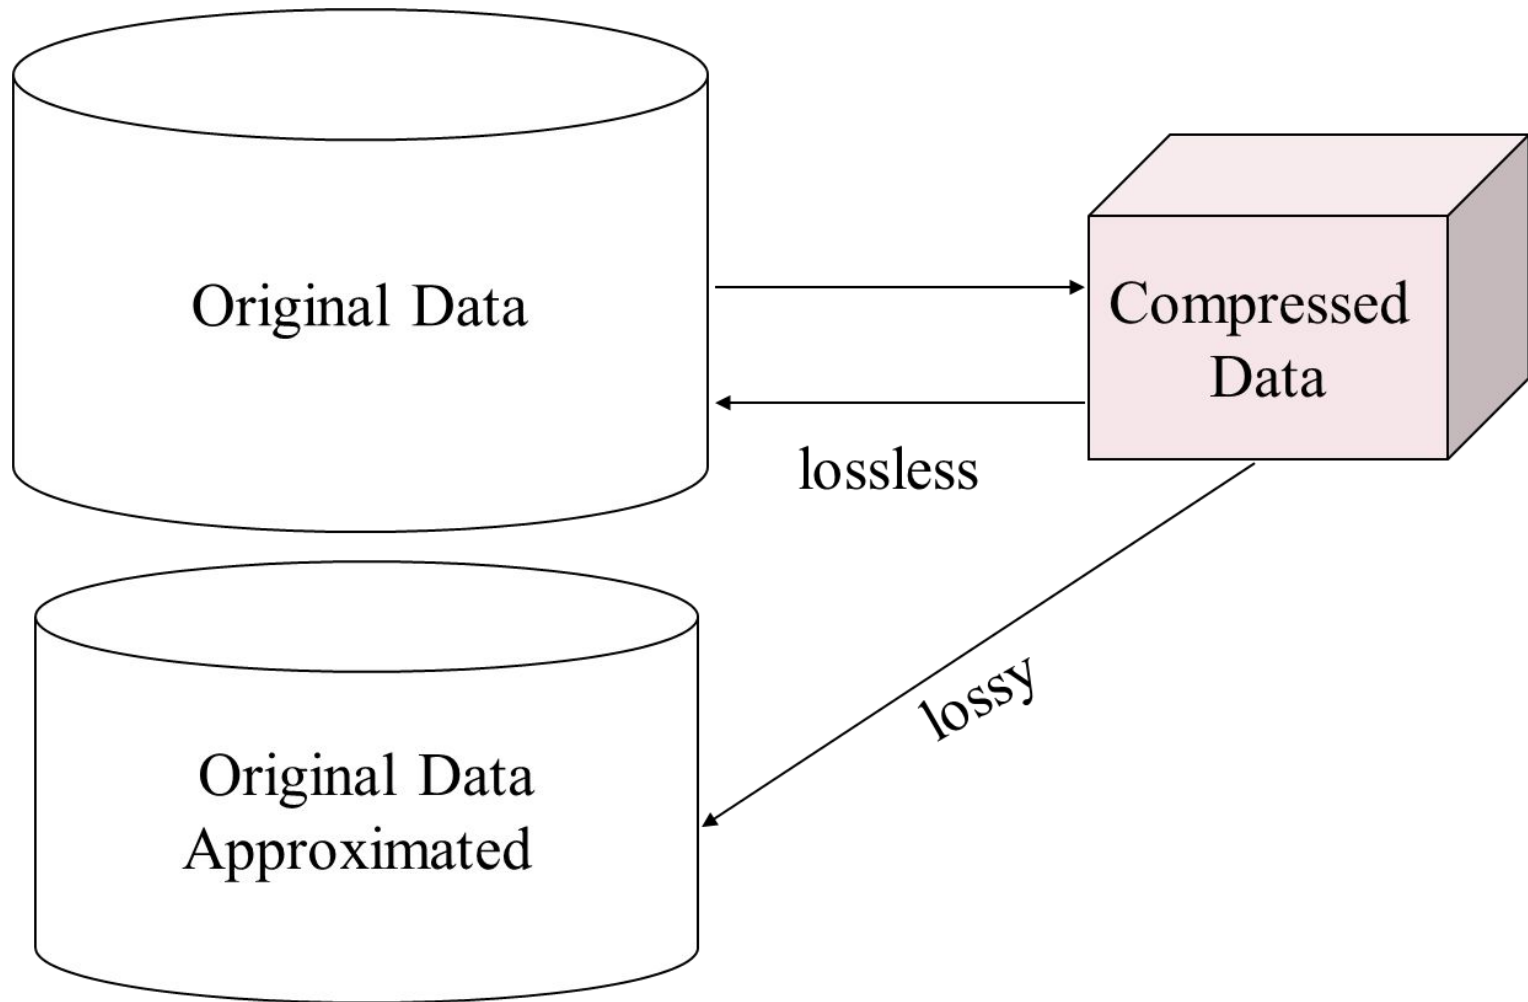 Original Data
Compressed
Data
lossless
lossy
Original Data
Approximated